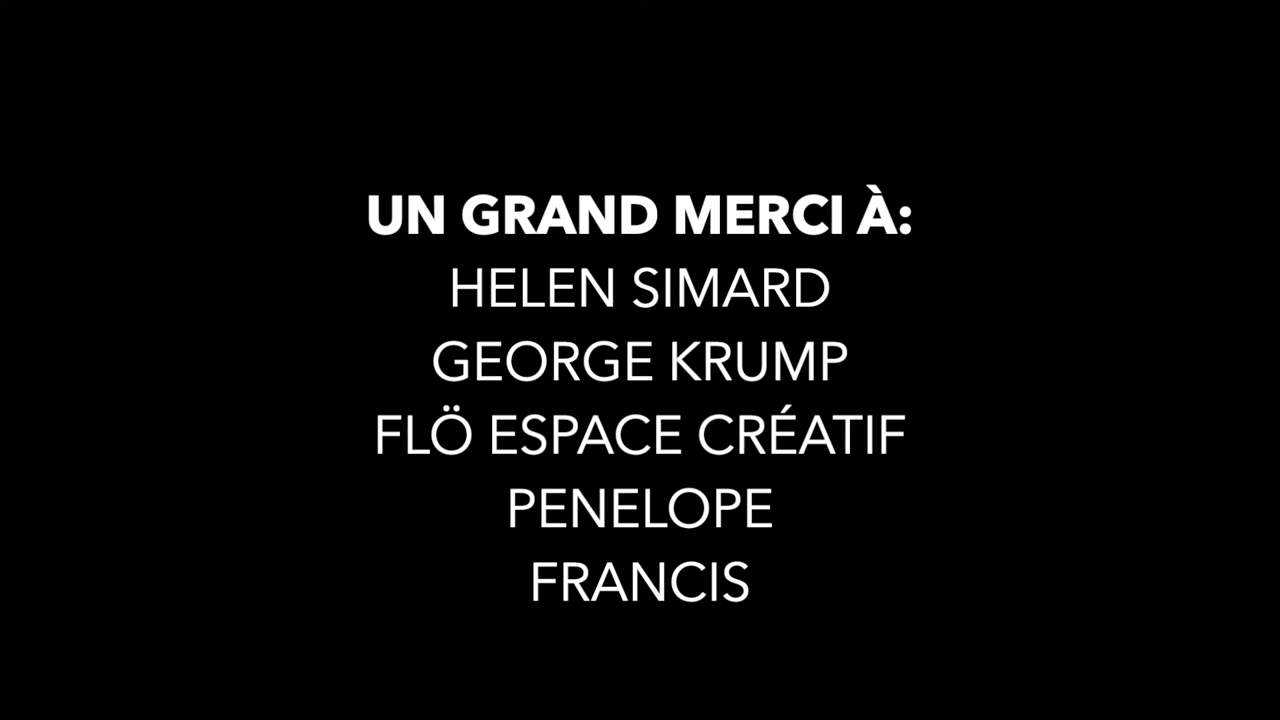 UN GRAND MERCI À:
HELEN SIMARD
GEORGE KRUMP
FLÖ ESPACE CRÉATIF
PENELOPE
FRANCIS